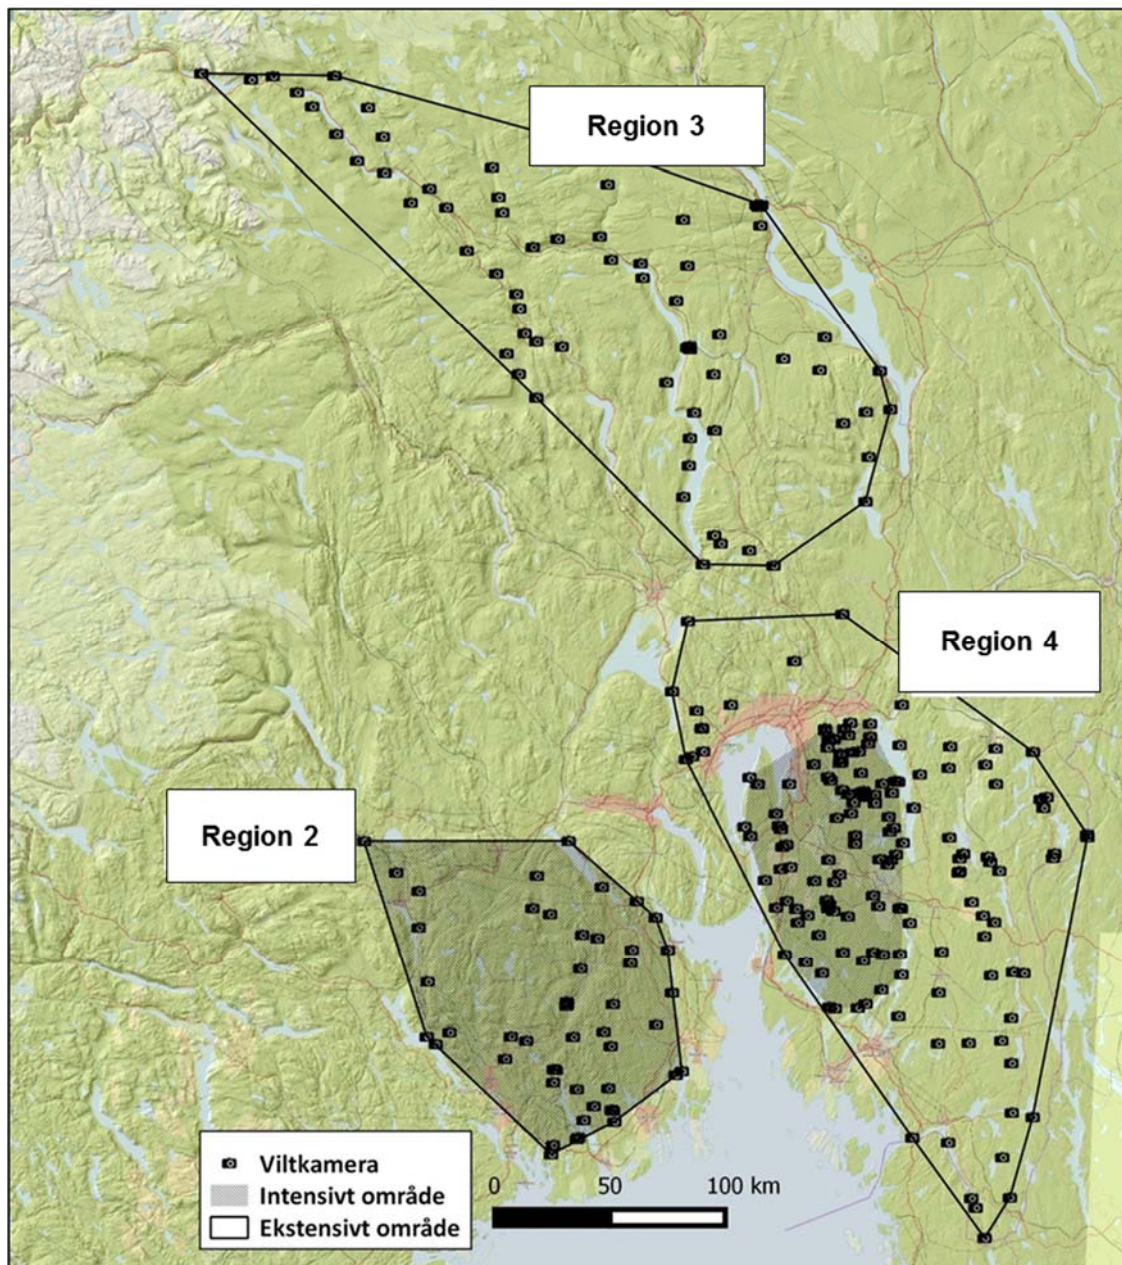 Region 3
Region 4
Region 2
Viltkamera
Intensivt område
Ekstensivt område
0 50 100 km